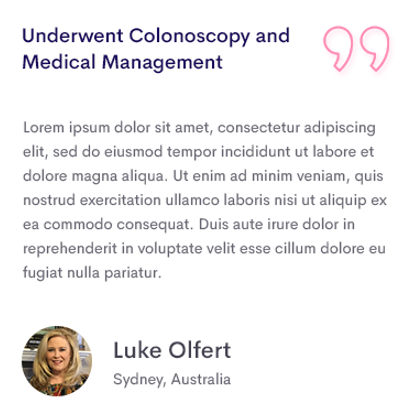 Underwent Colonoscopy and
Medical Management
Lorem ipsum dolor sit amet, consectetur adipiscing
elit, sed do eiusmod tempor incididunt ut labore et
dolore magna aliqua. Ut enim ad minim veniam, quis
nostrud exercitation ullamco laboris nisi ut aliquip ex
ea commodo consequat. Duis aute irure dolor in
reprehenderit in voluptate velit esse cillum dolore eu
fugiat nulla pariatur.
Luke Olfert
Sydney, Australia